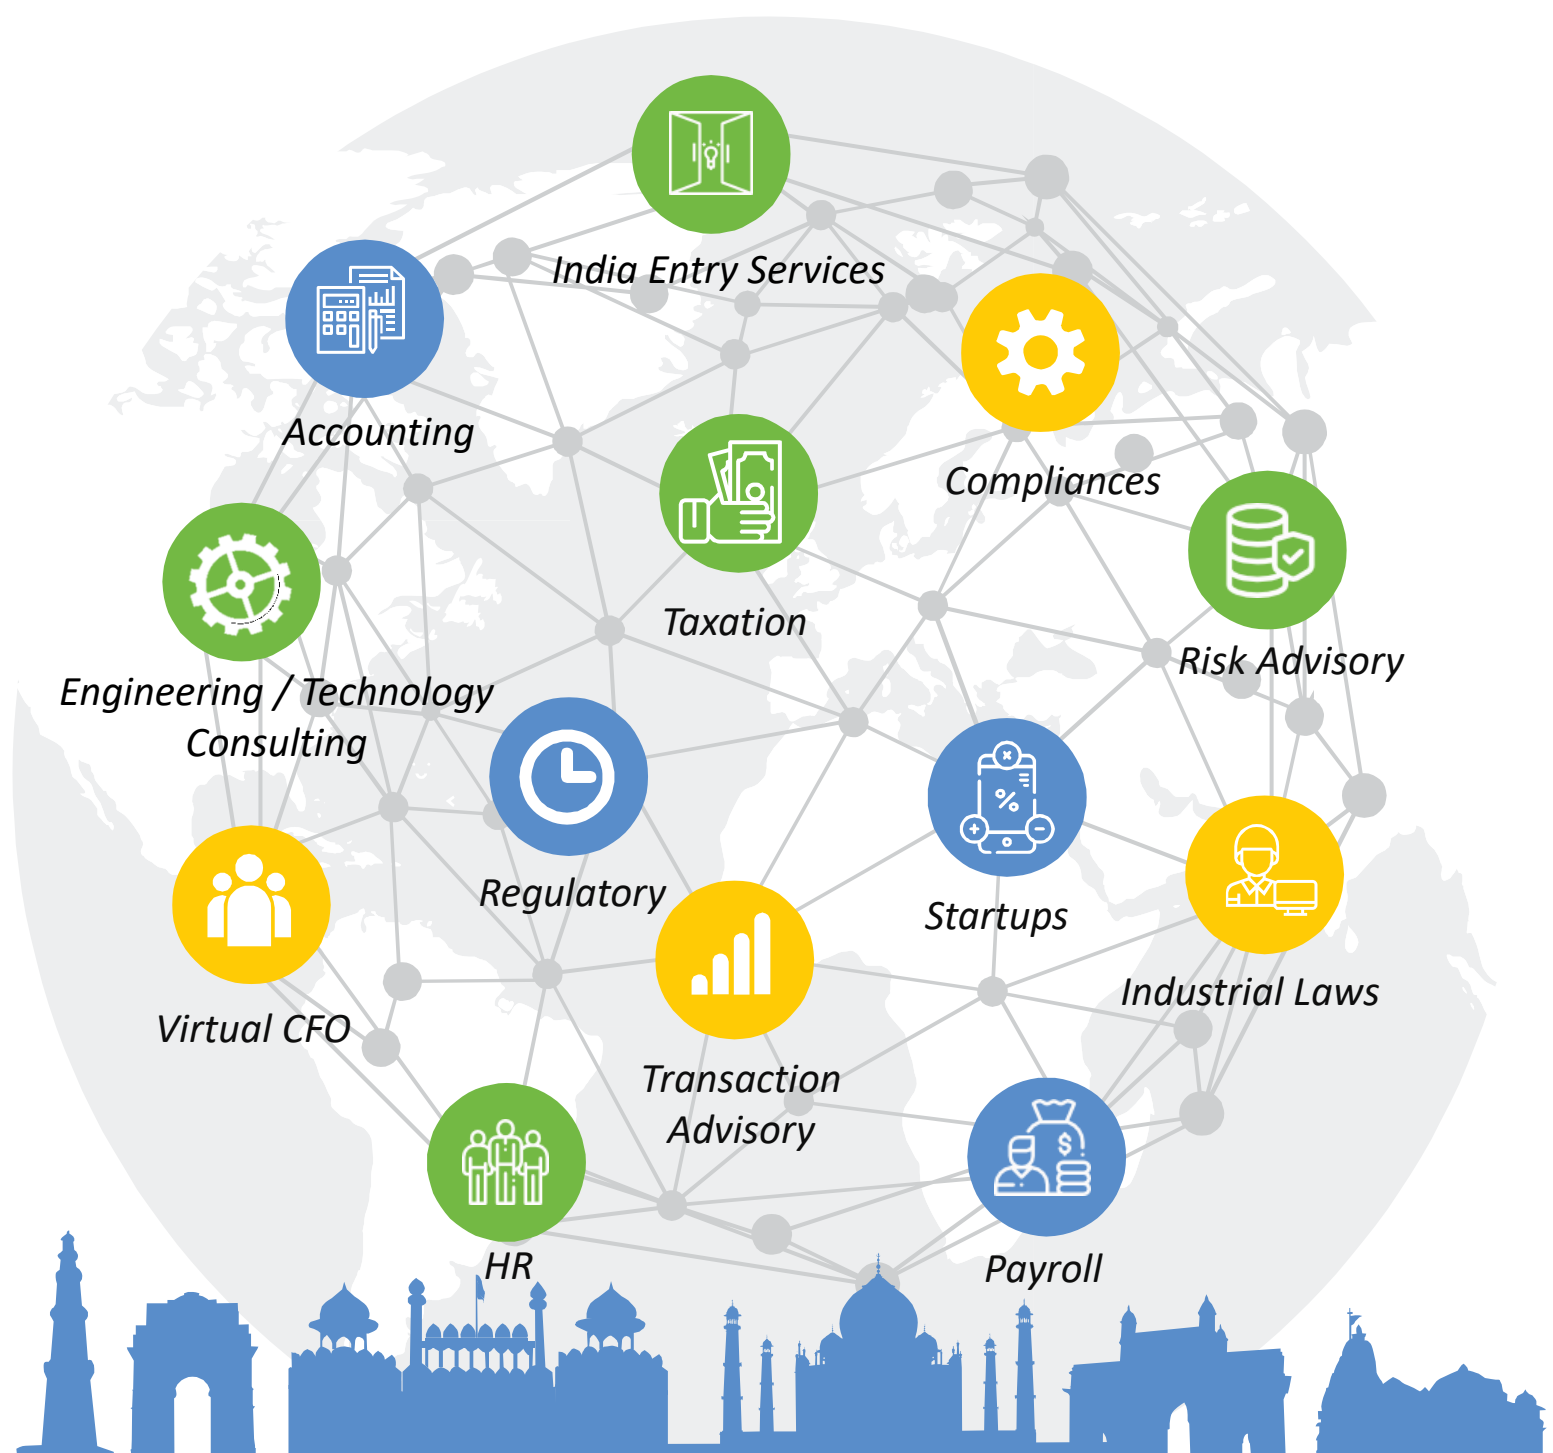 India Entry Services
Accounting
Compliances
Taxation
Risk Advisory
Engineering / Technology
Consulting
Regulatory
Startups
Industrial Laws
Virtual CFO
Transaction
Advisory
HR
Payroll